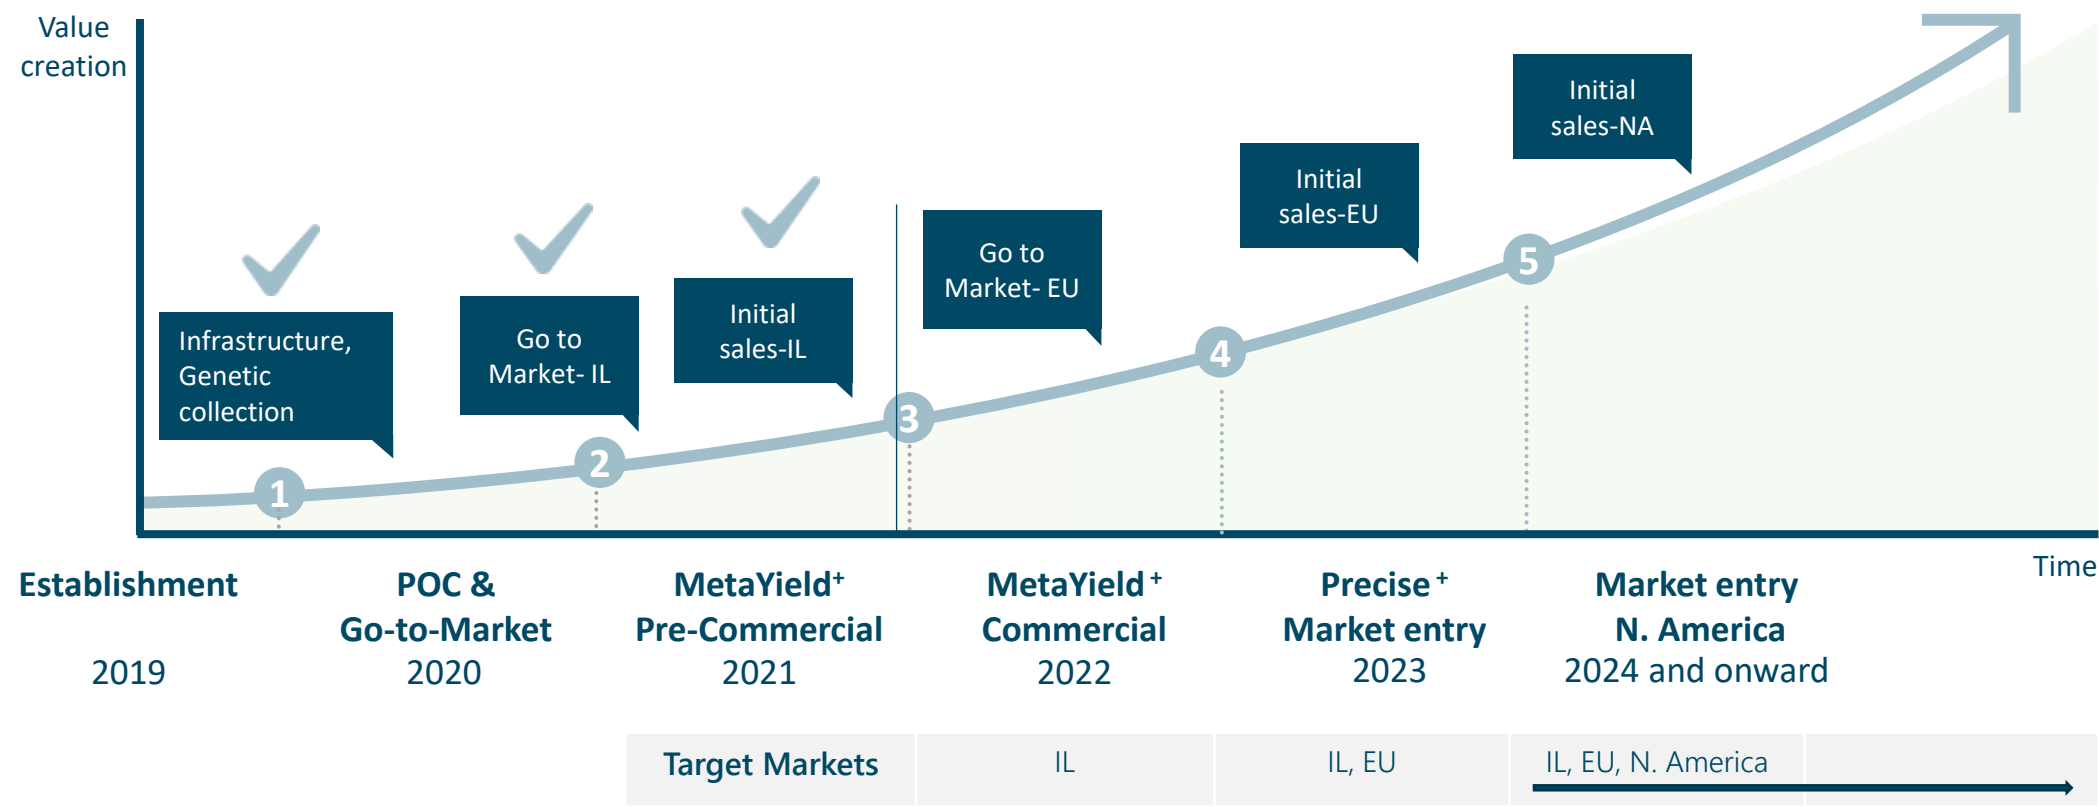 Value
creation
Infrastructure,
Genetic
collection
Go to
Market- IL
Initial
sales-IL
Go to
Market- EU
Initial
sales-EU
Initial
sales-NA
1
2
3
4
5
Time
Establishment
2019
POC &
Go-to-Market
2020
MetaYield+
Pre-Commercial
2021
MetaYield +
Commercial
2022
Precise +
Market entry
2023
Market entry
N. America
2024 and onward
Target Markets
IL
IL, EU
IL, EU, N. America